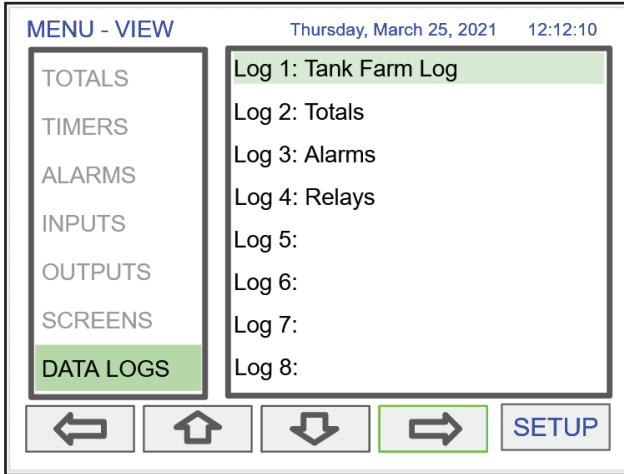 MENU - VIEW Thursday, March 25, 2021 12:12:10
TOTALS
TIMERS
ALARMS
INPUTS
OUTPUTS
SCREENS
DATA LOGS
Log 1: Tank Farm Log
Log 2: Totals
Log 3: Alarms
Log 4: Relays
Log 5:
Log 6:
Log 7:
Log 8:
SETUP